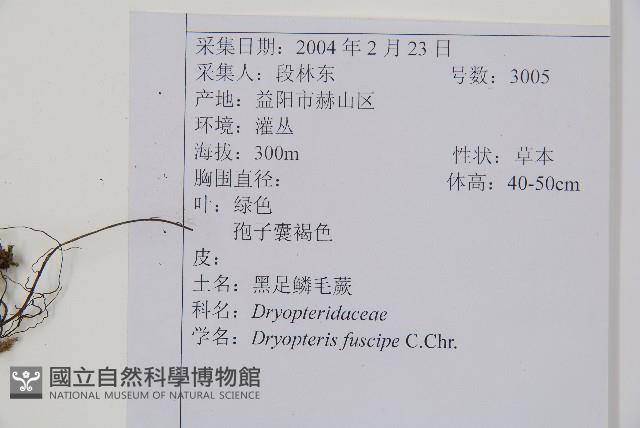 采集日期：2004 年 2 月 23 日
采集人：段林东 号数：3005
产地：益阳市赫山区
环境：灌丛
海拔：300m 性状：草本
胸围直径： 体高：40-50cm
叶：绿色
孢子囊褐色
皮：
土名：黑足鳞毛蕨
科名：Dryopteridaceae
学名：Dryopteris fuscipe C.Chr.
國立自然科學博物館
NATIONAL MUSEUM OF NATURAL SCIENCE